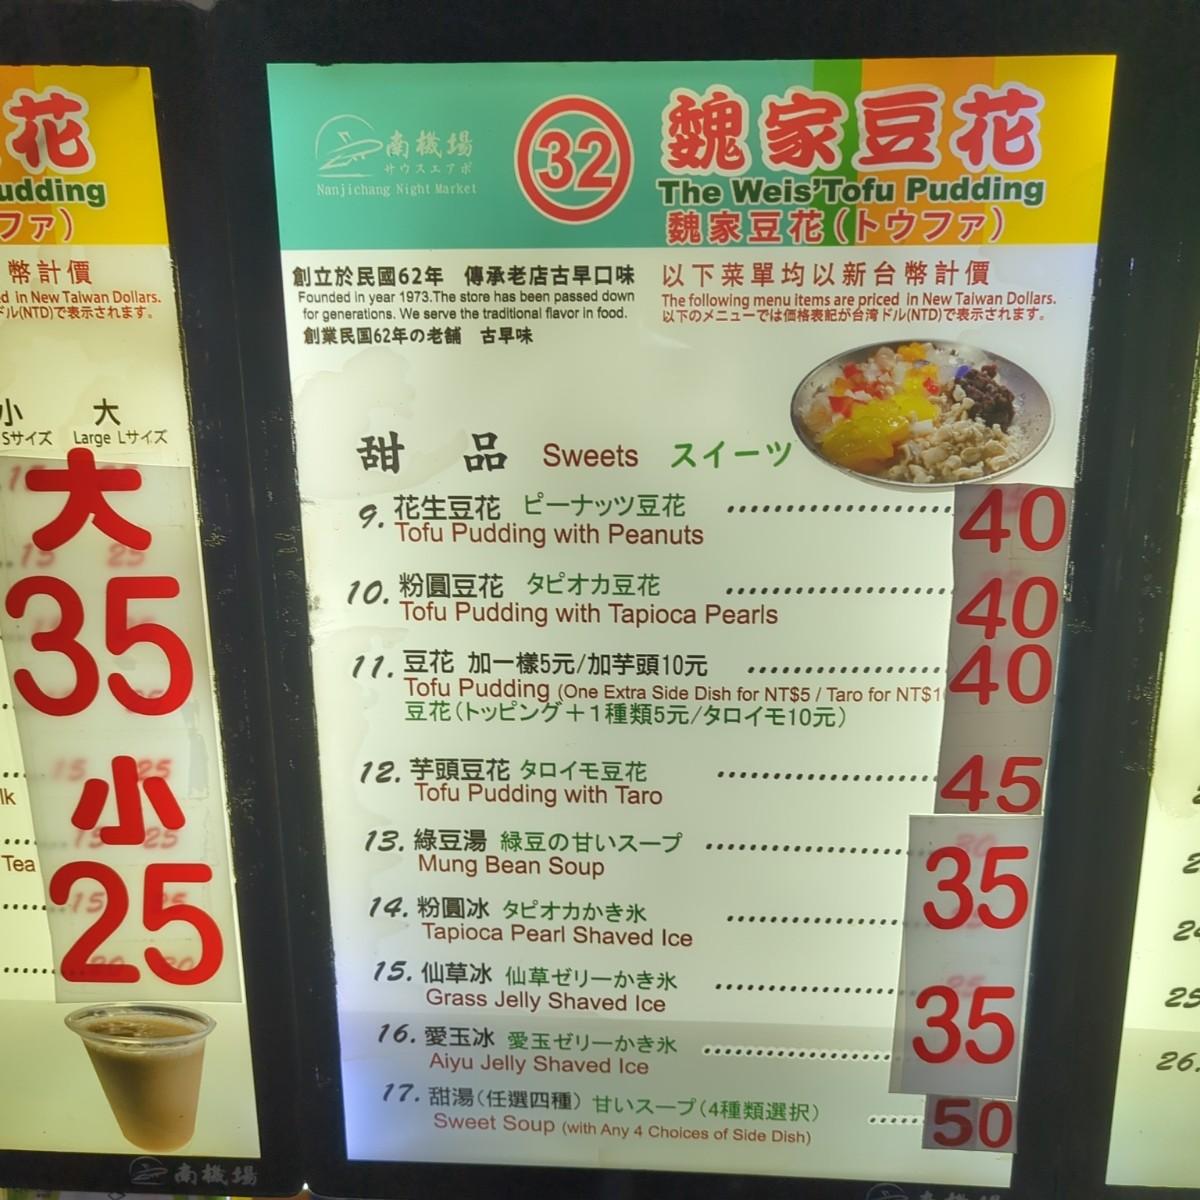 花
udding
ファ)
幣計價
ed in New Taiwan Dollars.
ドル(NTD)で表示されます。
小 大
Sサイズ Large Lサイズ
大
35
小
25
lk
Tea
南機場
南機場
サウスエアポ
Nanjichang Night Market
32
魏家豆花
The Weis'Tofu Pudding
魏家豆花(トウファ)
創立於民國62年 傳承老店古早口味
Founded in year 1973.The store has been passed down
for generations. We serve the traditional flavor in food.
創業民国62年の老舗 古早味
以下菜單均以新台幣計價
The following menu items are priced in New Taiwan Dollars.
以下のメニューでは価格表記が台湾ドル(NTD)で表示されます。
甜品 Sweets スイーツ
9. 花生豆花 ピーナッツ豆花 40
Tofu Pudding with Peanuts
10. 粉圓豆花 タピオカ豆花 40
Tofu Pudding with Tapioca Pearls
11. 豆花 加一樣5元/加芋頭10元 40
Tofu Pudding (One Extra Side Dish for NT$5 / Taro for NT$1
豆花(トッピング+1種類5元/タロイモ10元)
12. 芋頭豆花 タロイモ豆花 45
Tofu Pudding with Taro
13. 綠豆湯 緑豆の甘いスープ
Mung Bean Soup
35
14. 粉圓冰 タピオカかき氷
Tapioca Pearl Shaved Ice
15. 仙草冰 仙草ゼリーかき氷
Grass Jelly Shaved Ice
35
16. 愛玉冰 愛玉ゼリーかき氷
Aiyu Jelly Shaved Ice
17. 甜湯(任選四種) 甘いスープ(4種類選択) 50
Sweet Soup (with Any 4 Choices of Side Dish)
25
26.